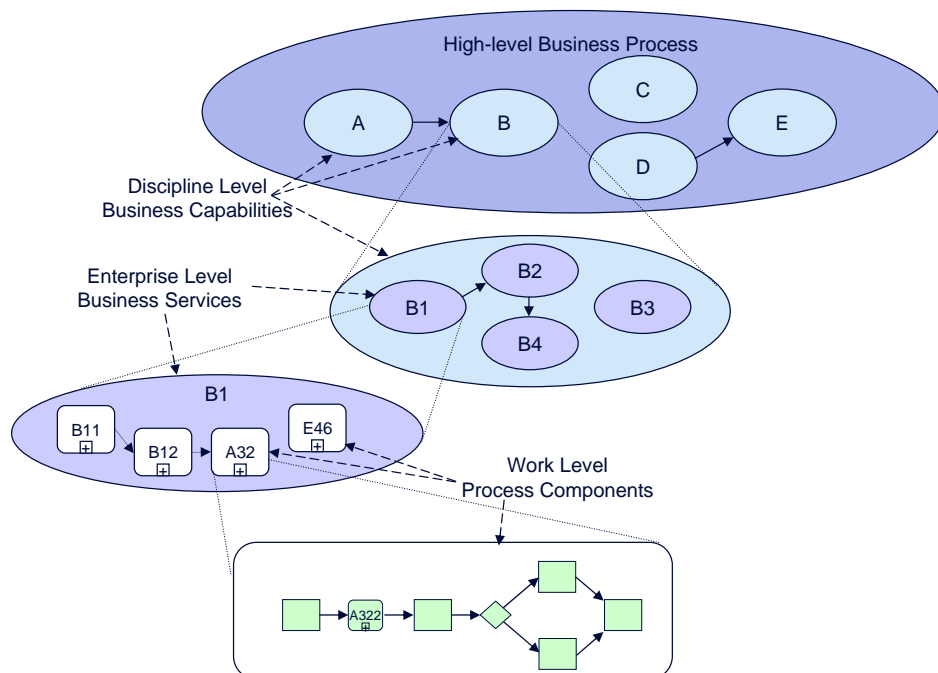 High-level Business Process
C
A
B
E
D
Discipline Level
Business Capabilities
B2
Enterprise Level
Business Services
B1
B3
B4
B1
B11
E46
B12
A32
Work Level
Process Components
A322